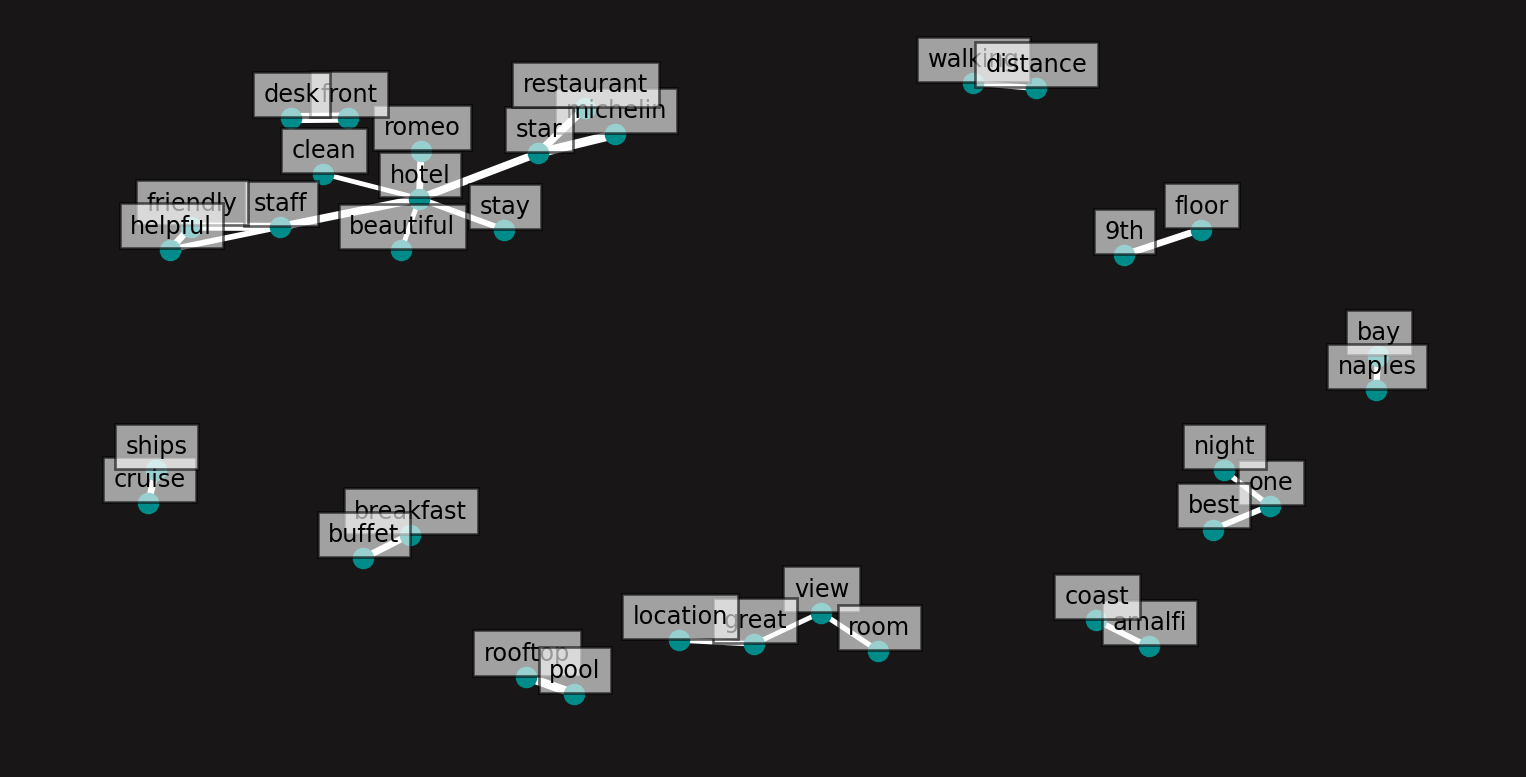 walking
distance
restaurant
desk
front
michelin
romeo
star
clean
hotel
friendly
staff
stay
floor
helpful
beautiful
9th
bay
naples
ships
night
cruise
one
breakfast
best
buffet
view
coast
location
great
amalfi
room
rooftop
pool